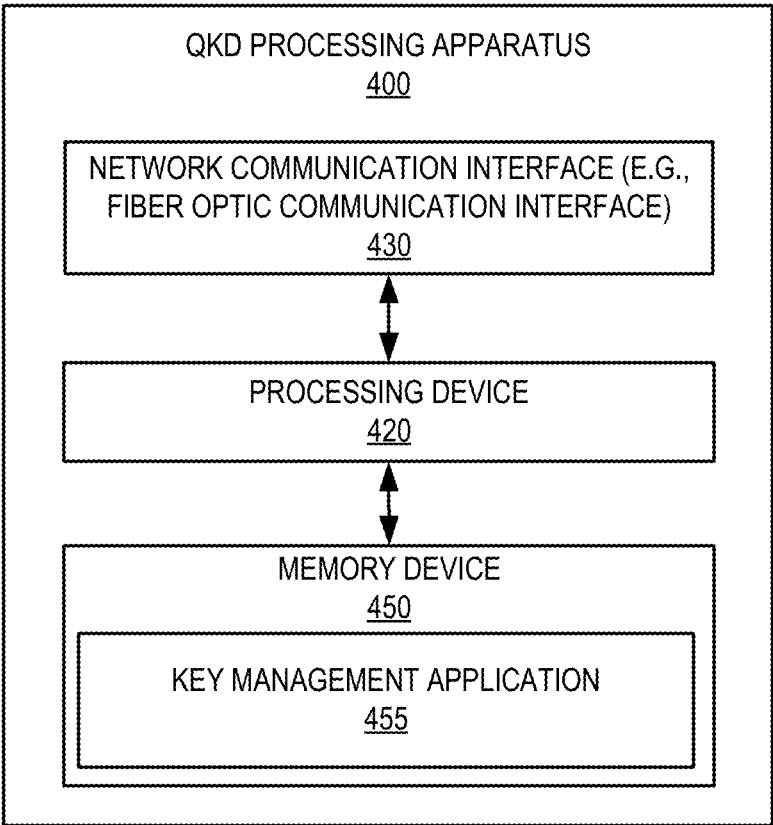 QKD PROCESSING APPARATUS
400
NETWORK COMMUNICATION INTERFACE (E.G.,
FIBER OPTIC COMMUNICATION INTERFACE)
430
PROCESSING DEVICE
420
MEMORY DEVICE
450
KEY MANAGEMENT APPLICATION
455